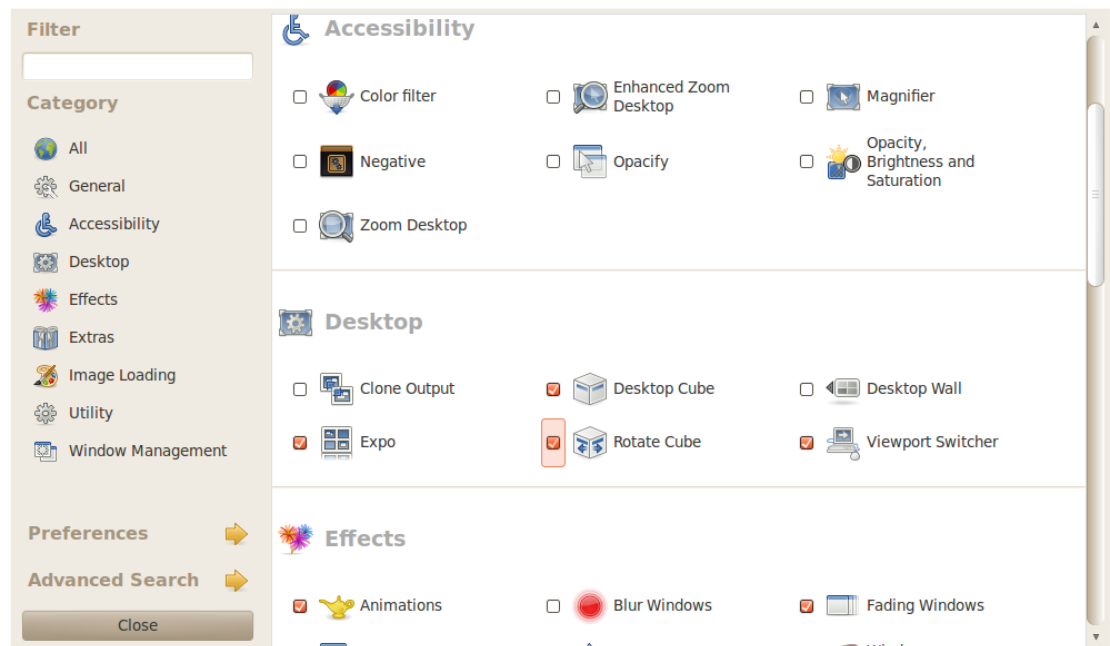 Filter
Category
All
General
Accessibility
Desktop
Effects
Extras
Image Loading
Utility
Window Management
Preferences
Advanced Search
Close
Accessibility
Color filter
Enhanced Zoom
Desktop
Magnifier
Negative
Opacify
Opacity,
Brightness and
Saturation
Zoom Desktop
Desktop
Clone Output
Desktop Cube
Desktop Wall
Expo
Rotate Cube
Viewport Switcher
Effects
Animations
Blur Windows
Fading Windows